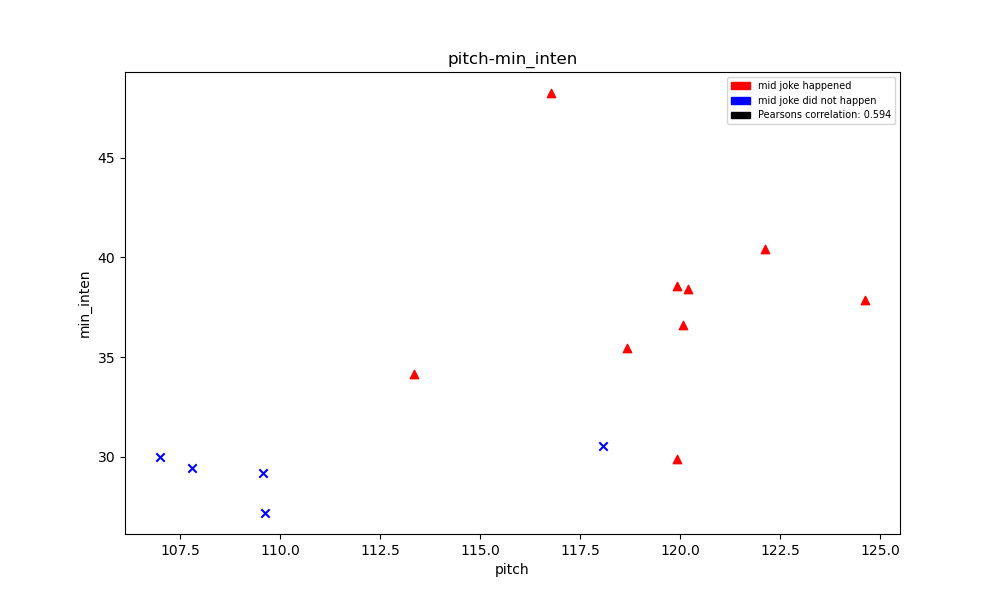 pitch-min_inten
mid joke happened
mid joke did not happen
Pearsons correlation: 0.594
45
40
35
30
min_inten
107.5 110.0 112.5 115.0 117.5 120.0 122.5 125.0
pitch